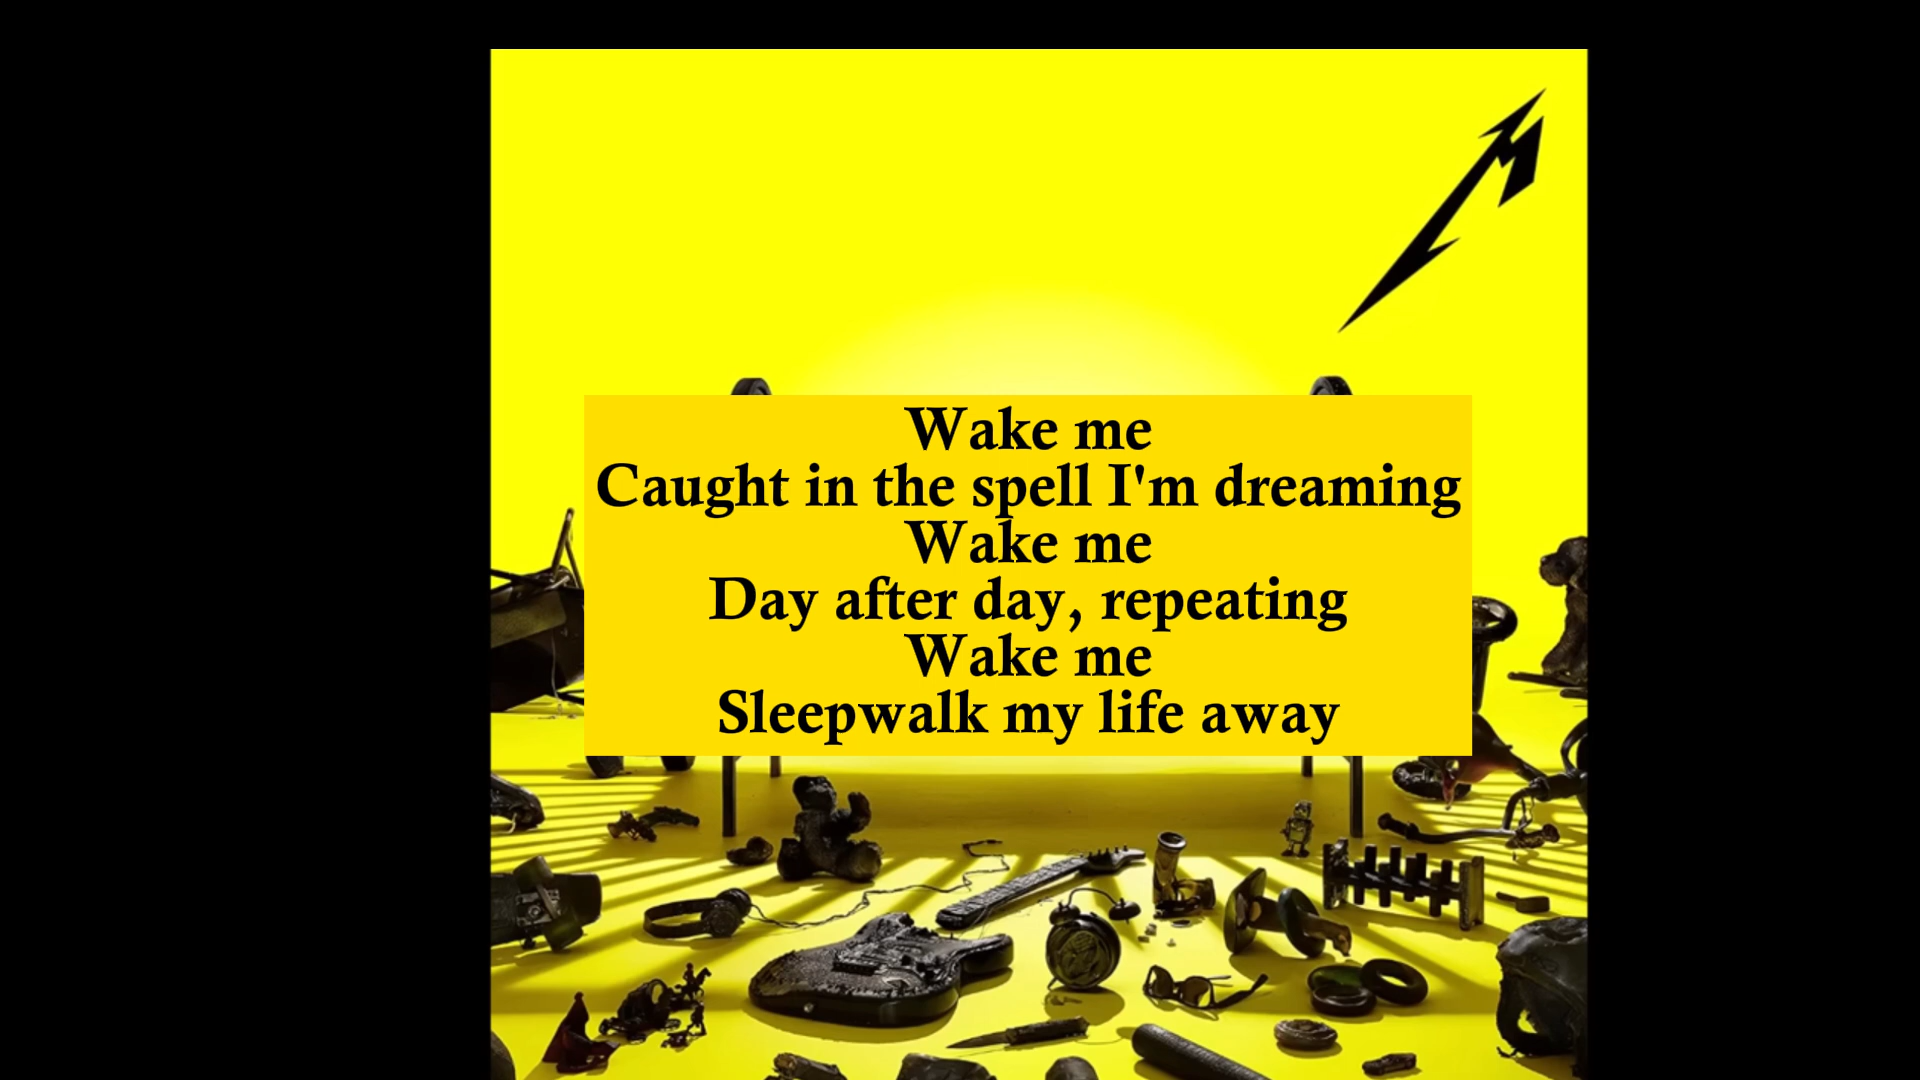 Wake me
Caught in the spell I'm dreaming
Wake me
Day after day, repeating
Wake me
Sleepwalk my life away